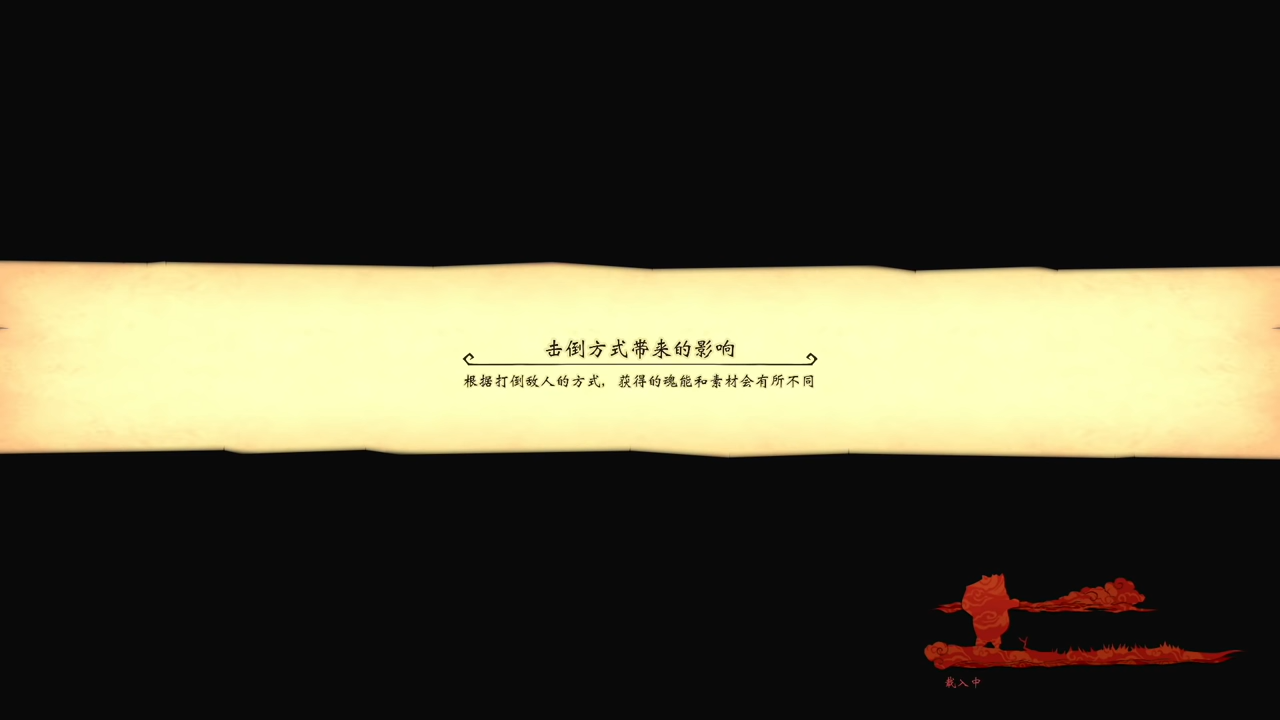 击倒方式带来的影响
根据打倒敌人的方式，获得的魂能和素材会有所不同
载入中